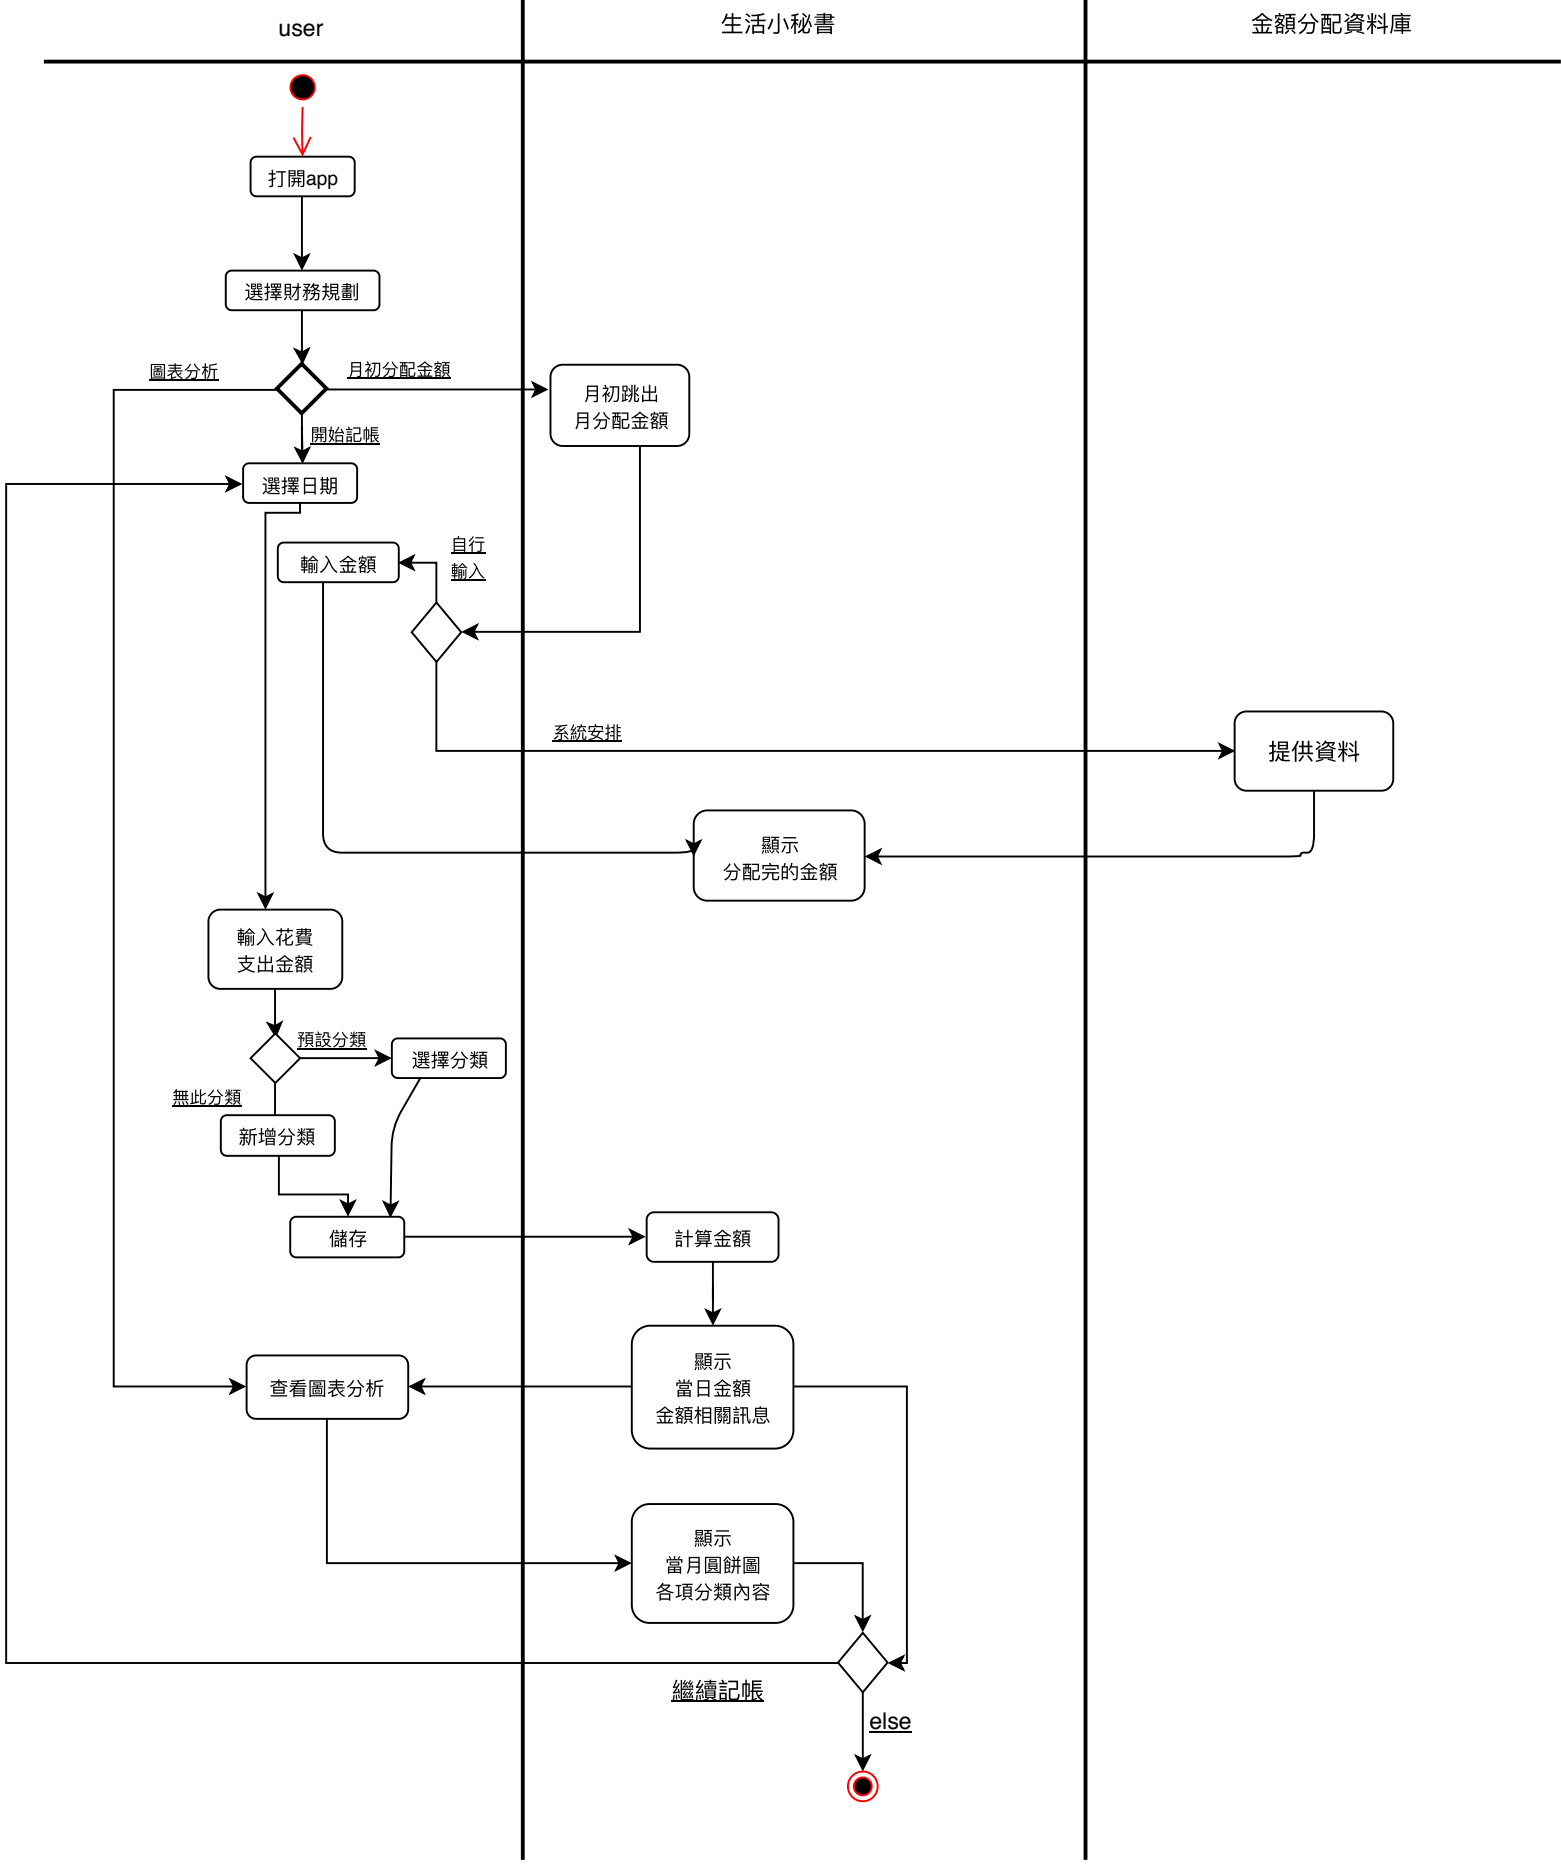 user
生活小秘書
金額分配資料庫
打開app
選擇財務規劃
圖表分析
月初分配金額
月初跳出
月分配金額
開始記帳
選擇日期
自行
輸入
輸入金額
系統安排
提供資料
顯示
分配完的金額
輸入花費
支出金額
預設分類
選擇分類
無此分類
新增分類
儲存
計算金額
顯示
當日金額
金額相關訊息
查看圖表分析
顯示
當月圓餅圖
各項分類內容
繼續記帳
else